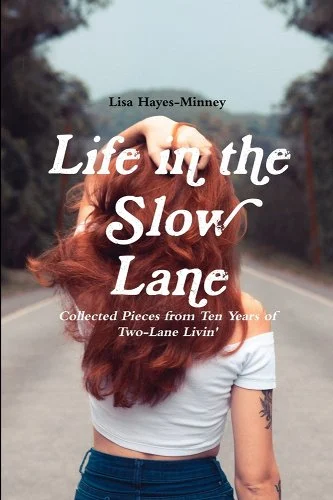 Lisa Hayes-Minney
Life in the
Slow
Lane
Collected Pieces from Ten Years of
Two-Lane Livin'